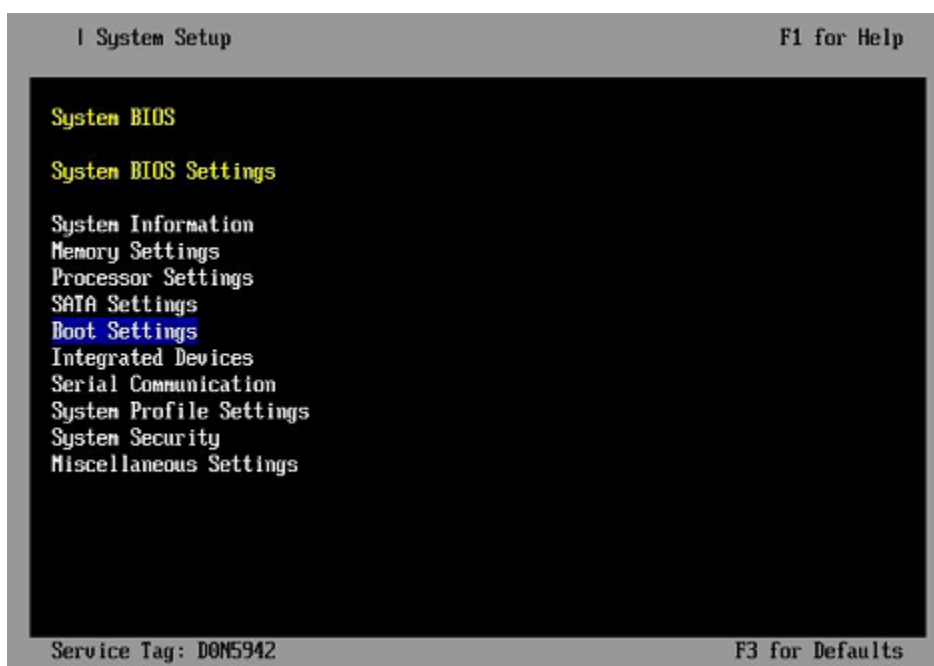 | System Setup F1 for Help
System BIOS
System BIOS Settings
System Information
Memory Settings
Processor Settings
SATA Settings
Boot Settings
Integrated Devices
Serial Communication
System Profile Settings
System Security
Miscellaneous Settings
Service Tag: D0N5942 F3 for Defaults